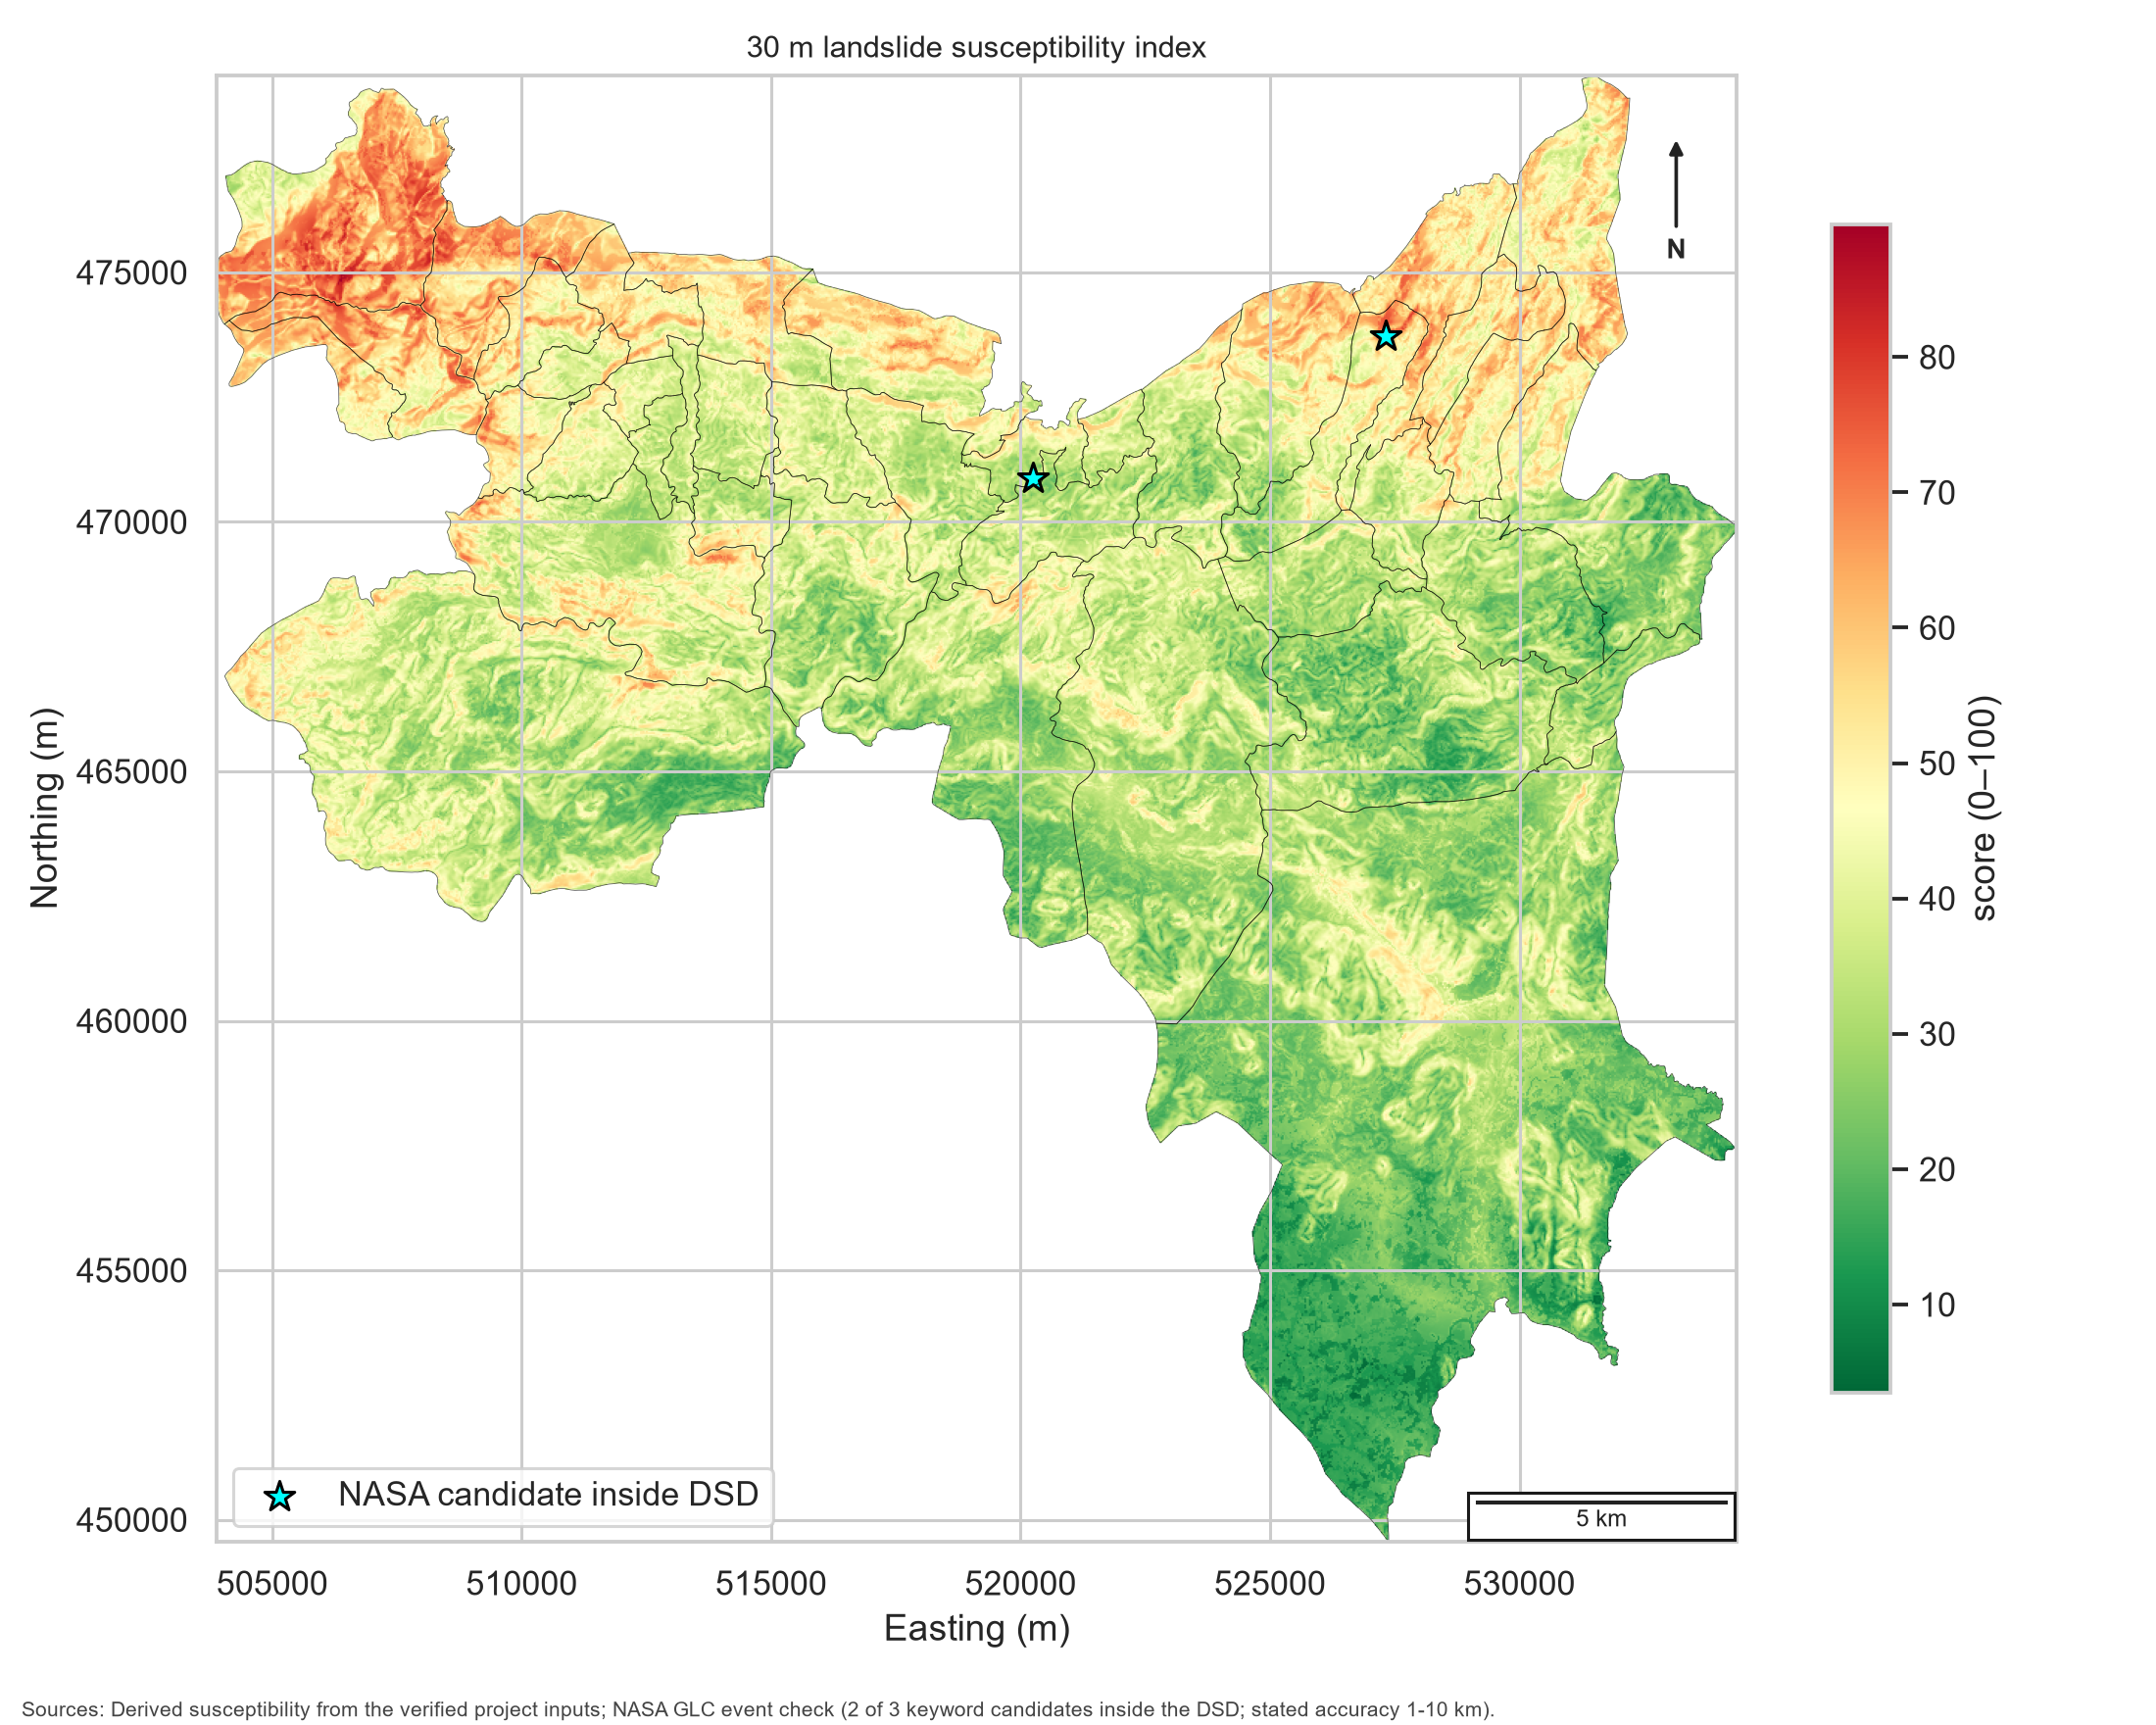 30 m landslide susceptibility index
N
475000
470000
465000
460000
455000
450000
Northing (m)
505000
510000
515000
520000
525000
530000
Easting (m)
80
70
60
50
40
30
20
10
score (0–100)
NASA candidate inside DSD
5 km
Sources: Derived susceptibility from the verified project inputs; NASA GLC event check (2 of 3 keyword candidates inside the DSD; stated accuracy 1-10 km).